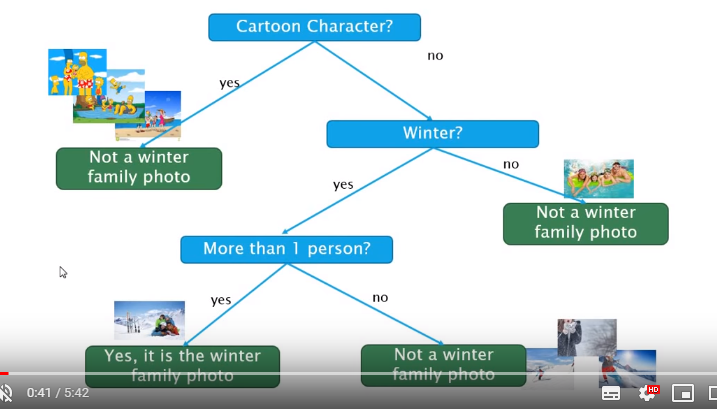 Cartoon Character?
yes
no
Not a winter
family photo
Winter?
yes
no
Not a winter
family photo
More than 1 person?
yes
no
Yes, it is the winter
family photo
Not a winter
family photo
0:41 / 5:42
HD